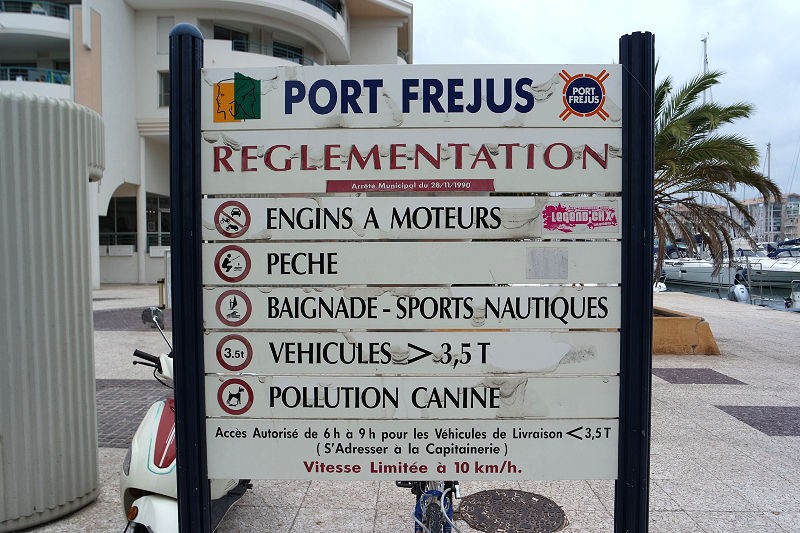 PORT FREJUS
PORT FREJUS
REGLEMENTATION
Arrêté Municipal du 28/11/1990
ENGINS A MOTEURS
LEGEND'CHX
PECHE
BAIGNADE - SPORTS NAUTIQUES
3.5t
VEHICULES > 3,5 T
POLLUTION CANINE
Accès Autorisé de 6 h à 9 h pour les Véhicules de Livraison < 3,5 T
( S'Adresser à la Capitainerie )
Vitesse Limitée à 10 km/h.